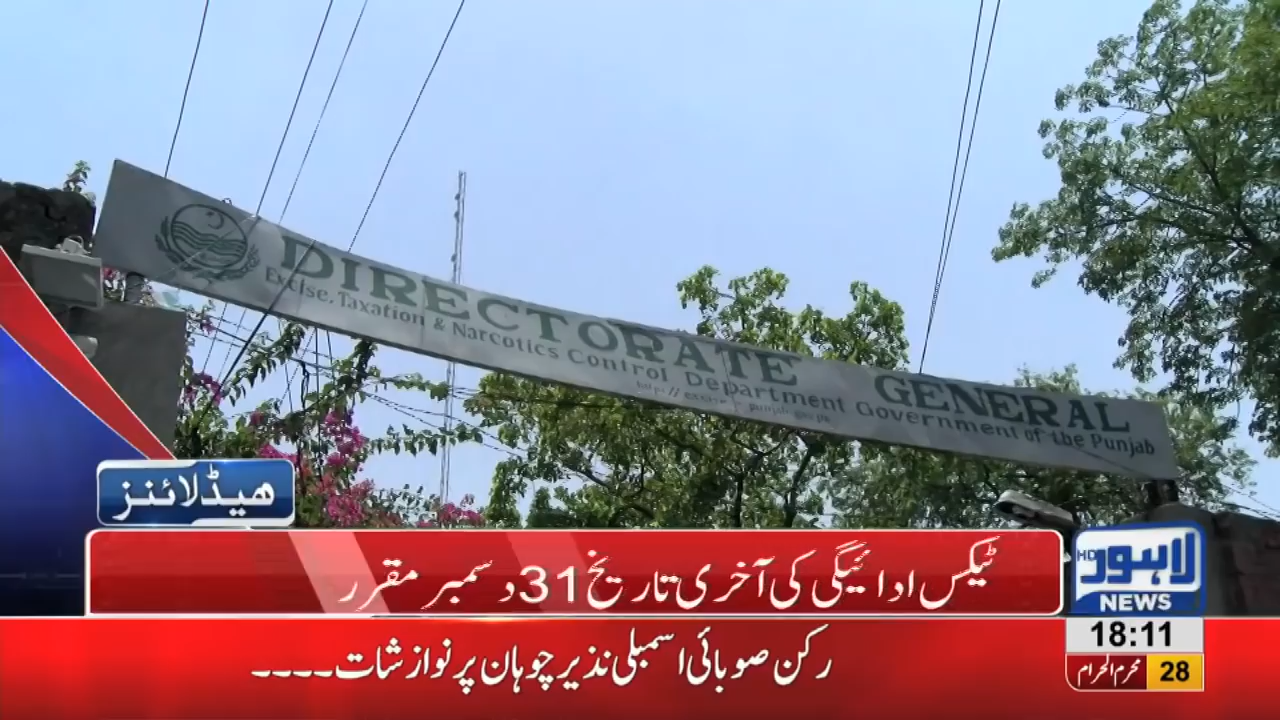 DIRECTORATE GENERAL
Excise, Taxation & Narcotics Control Department Government of the Punjab
ہیڈلائنز
ٹیکس ادائیگی کی آخری تاریخ 31 دسمبر مقرر
HD لاہور
NEWS
رکن صوبائی اسمبلی نذیر چوہان پر نوازشات۔۔۔۔
18:11
28 محرم الحرام